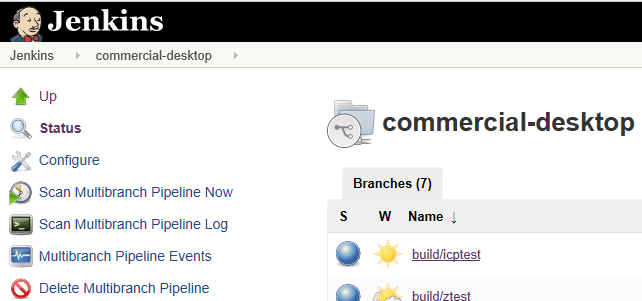 Jenkins
Jenkins commercial-desktop
Up
Status
Configure
Scan Multibranch Pipeline Now
Scan Multibranch Pipeline Log
Multibranch Pipeline Events
Delete Multibranch Pipeline
commercial-desktop
Branches (7)
S W Name ↓
build/icptest
build/ztest